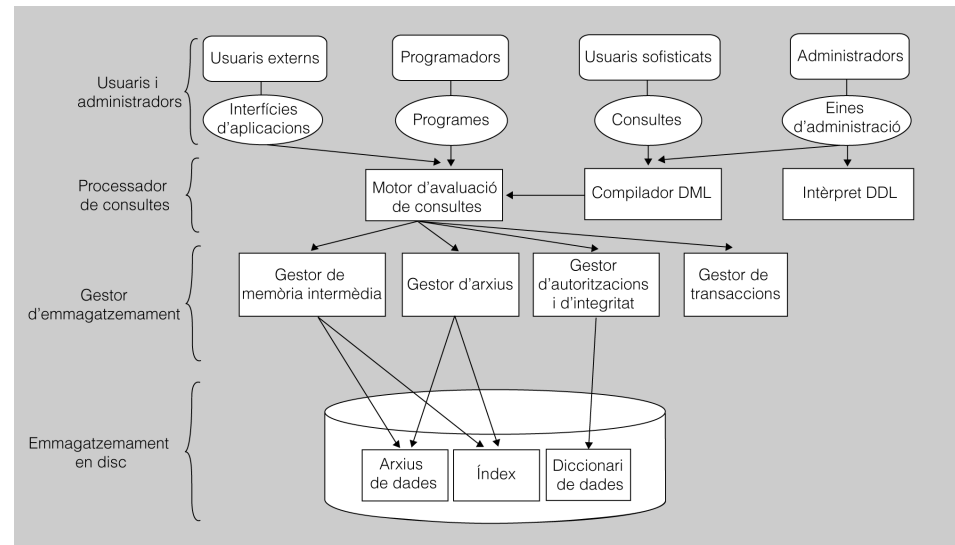 Usuaris i
administradors
Usuaris externs
Programadors
Usuaris sofisticats
Administradors
Interfícies
d'aplicacions
Programes
Consultes
Eines
d'administració
Processador
de consultes
Motor d'avaluació
de consultes
Compilador DML
Intèrpret DDL
Gestor
d'emmagatzemament
Gestor de
memòria intermèdia
Gestor d'arxius
Gestor
d'autoritzacions
i d'integritat
Gestor de
transaccions
Emmagatzemament
en disc
Arxius
de dades
Índex
Diccionari
de dades